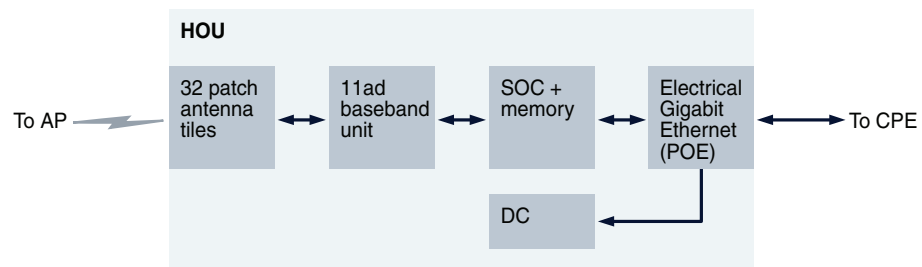 HOU
To AP
32 patch
antenna
tiles
11ad
baseband
unit
SOC +
memory
Electrical
Gigabit
Ethernet
(POE)
To CPE
DC